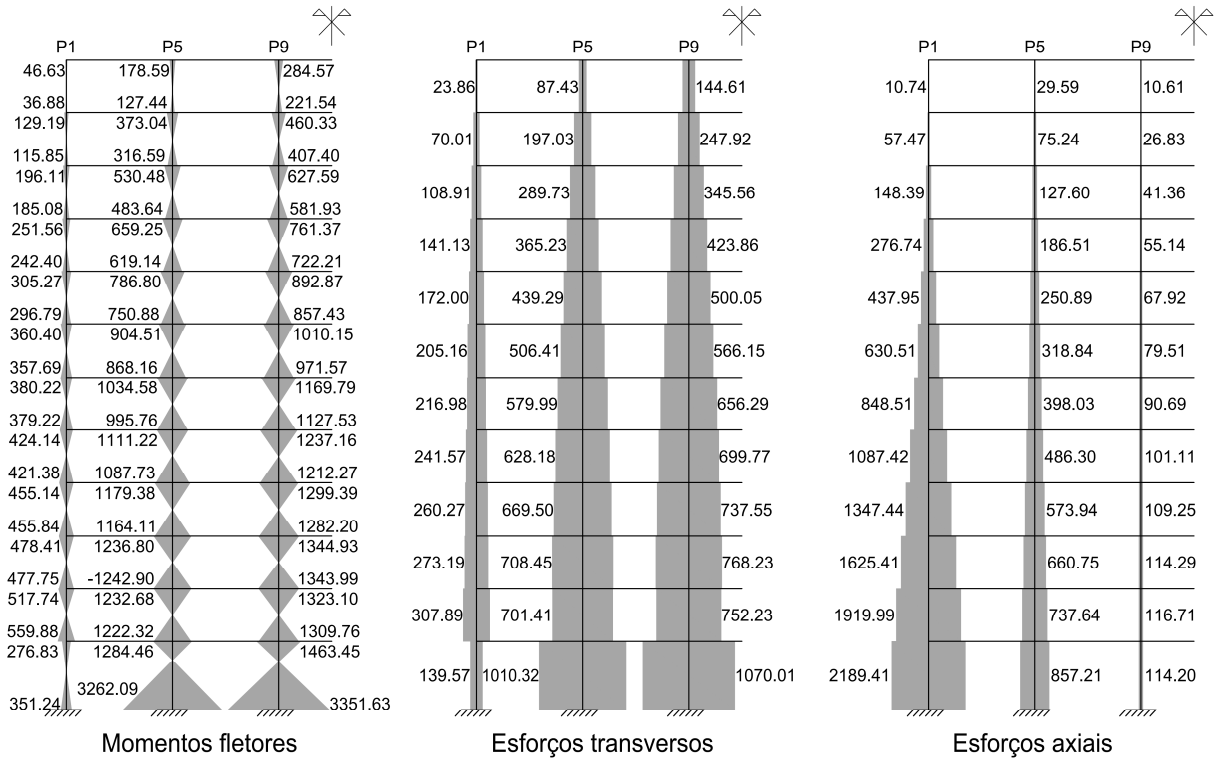 P1 P5 P9
46.63 178.59 284.57
36.88 127.44 221.54
129.19 373.04 460.33
115.85 316.59 407.40
196.11 530.48 627.59
185.08 483.64 581.93
251.56 659.25 761.37
242.40 619.14 722.21
305.27 786.80 892.87
296.79 750.88 857.43
360.40 904.51 1010.15
357.69 868.16 971.57
380.22 1034.58 1169.79
379.22 995.76 1127.53
424.14 1111.22 1237.16
421.38 1087.73 1212.27
455.14 1179.38 1299.39
455.84 1164.11 1282.20
478.41 1236.80 1344.93
477.75 -1242.90 1343.99
517.74 1232.68 1323.10
559.88 1222.32 1309.76
276.83 1284.46 1463.45
351.24 3262.09 3351.63
Momentos fletores
P1 P5 P9
23.86 87.43 144.61
70.01 197.03 247.92
108.91 289.73 345.56
141.13 365.23 423.86
172.00 439.29 500.05
205.16 506.41 566.15
216.98 579.99 656.29
241.57 628.18 699.77
260.27 669.50 737.55
273.19 708.45 768.23
307.89 701.41 752.23
139.57 1010.32 1070.01
Esforços transversos
P1 P5 P9
10.74 29.59 10.61
57.47 75.24 26.83
148.39 127.60 41.36
276.74 186.51 55.14
437.95 250.89 67.92
630.51 318.84 79.51
848.51 398.03 90.69
1087.42 486.30 101.11
1347.44 573.94 109.25
1625.41 660.75 114.29
1919.99 737.64 116.71
2189.41 857.21 114.20
Esforços axiais